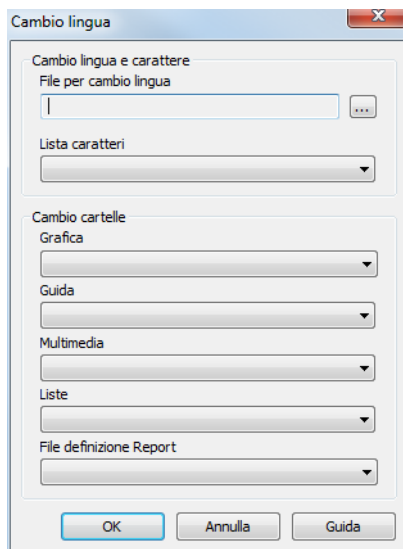 Cambio lingua
Cambio lingua e carattere
File per cambio lingua
...
Lista caratteri
Cambio cartelle
Grafica
Guida
Multimedia
Liste
File definizione Report
OK Annulla Guida